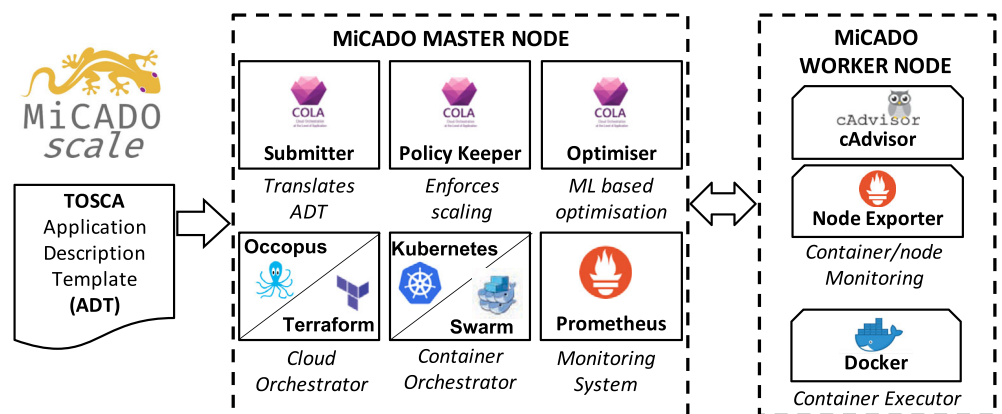 MiCADO
scale
TOSCA
Application
Description
Template
(ADT)
MiCADO MASTER NODE
COLA
Submitter
Translates
ADT
COLA
Policy Keeper
Enforces
scaling
COLA
Optimiser
ML based
optimisation
Occopus
Terraform
Cloud
Orchestrator
Kubernetes
Swarm
Container
Orchestrator
Prometheus
Monitoring
System
MiCADO
WORKER NODE
cAdvisor
cAdvisor
Node Exporter
Container/node
Monitoring
Docker
Container Executor